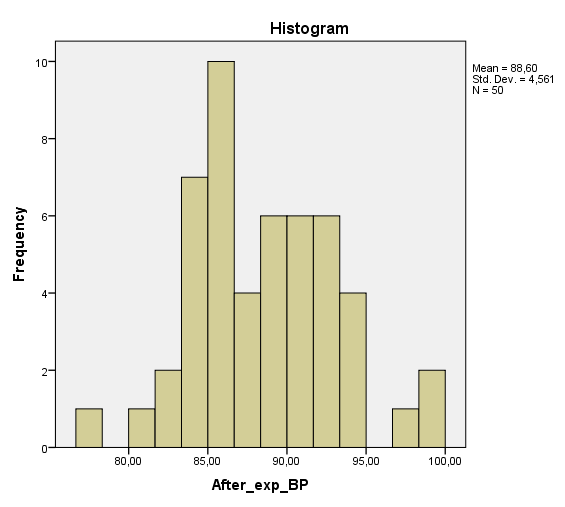 Histogram
Mean = 88,60
Std. Dev. = 4,561
N = 50
10
8
6
4
2
0
Frequency
80,00 85,00 90,00 95,00 100,00
After_exp_BP